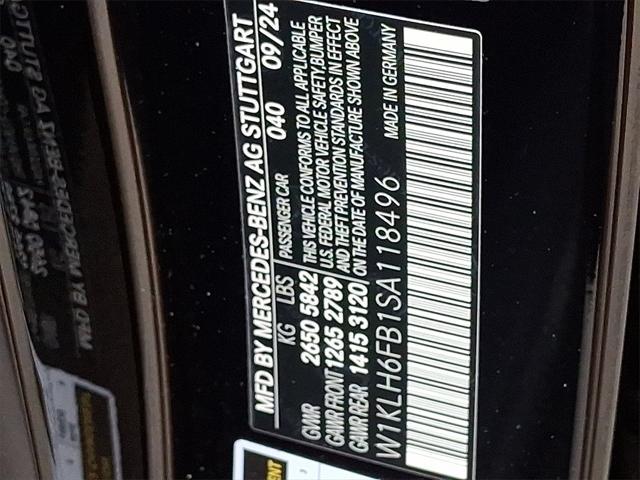 MFD BY MERCEDES-BENZ AG STUTTGART
KG LBS PASSENGER CAR 040 09/24
GVWR 2650 5842
GAWR FRONT 1265 2789
GAWR REAR 1415 3120
THIS VEHICLE CONFORMS TO ALL APPLICABLE
U.S. FEDERAL MOTOR VEHICLE SAFETY, BUMPER
AND THEFT PREVENTION STANDARDS IN EFFECT
ON THE DATE OF MANUFACTURE SHOWN ABOVE
W1KLH6FB1SA118496 MADE IN GERMANY